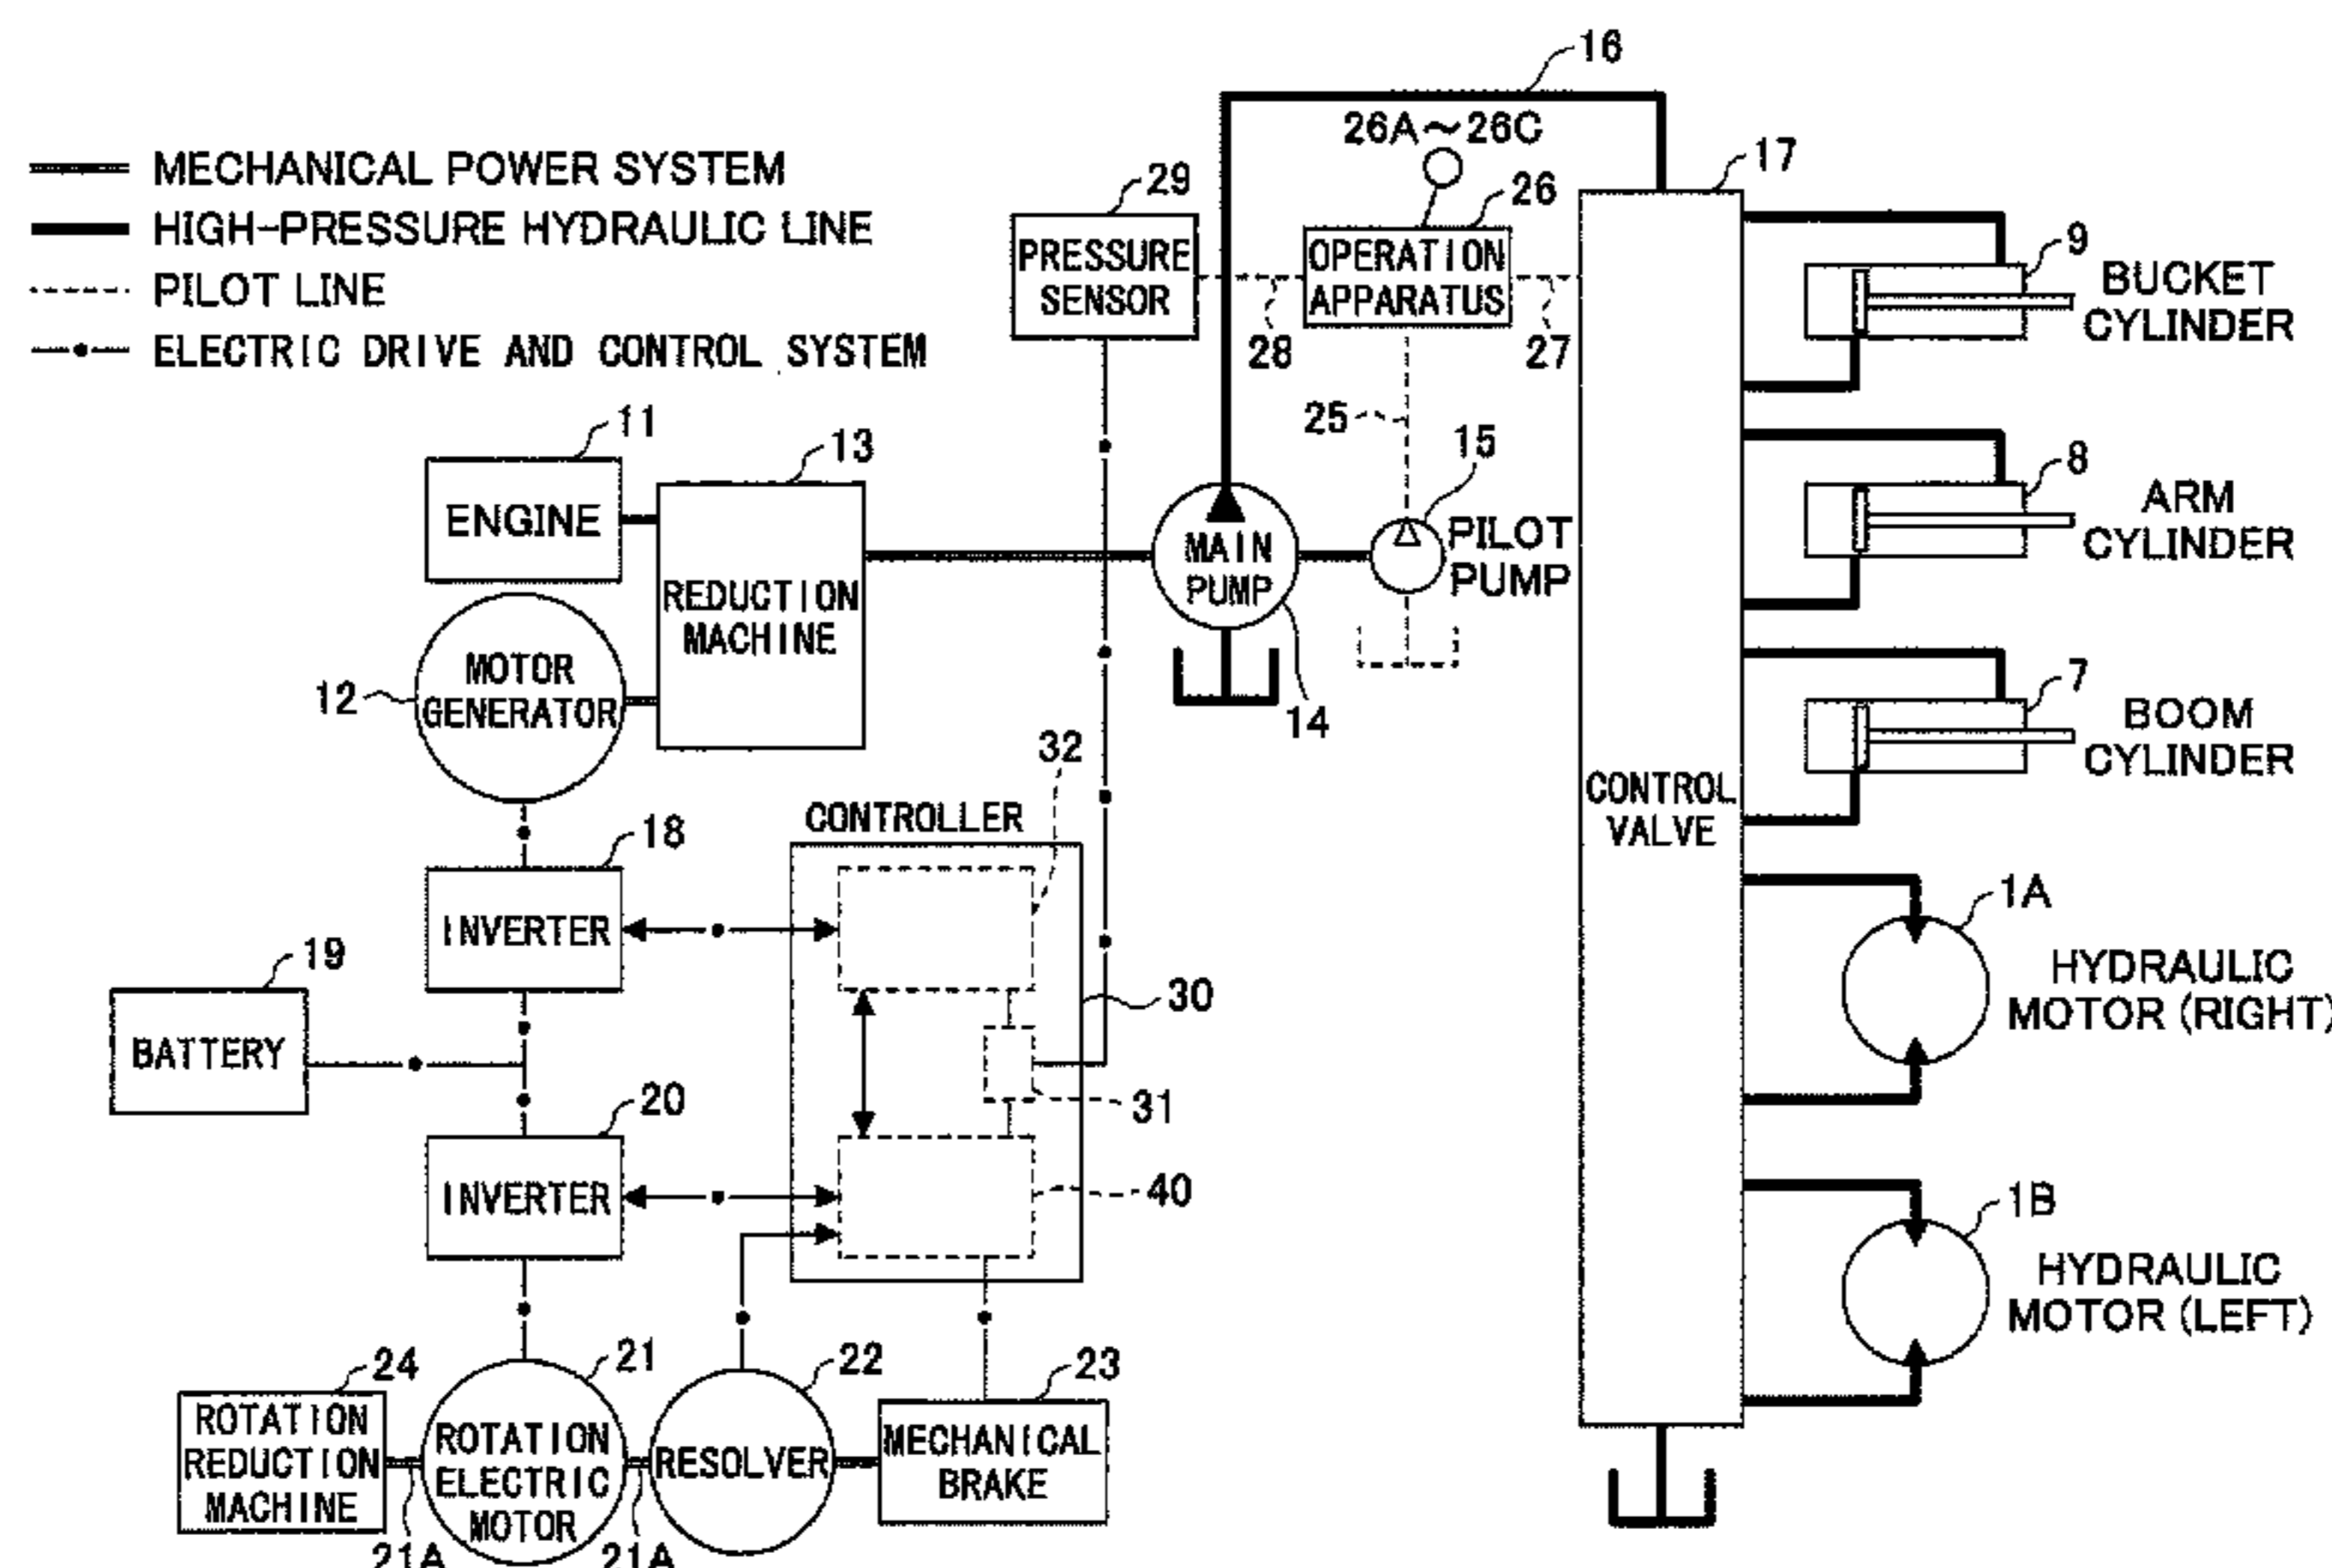 16
26A～26C
17
MECHANICAL POWER SYSTEM
HIGH-PRESSURE HYDRAULIC LINE
PILOT LINE
ELECTRIC DRIVE AND CONTROL SYSTEM
29
26
PRESSURE
SENSOR
OPERATION
APPARATUS
28
27
25
9
BUCKET
CYLINDER
11
13
15
8
ENGINE
REDUCTION
MACHINE
MAIN
PUMP
PILOT
PUMP
ARM
CYLINDER
12
MOTOR
GENERATOR
14
7
BOOM
CYLINDER
32
CONTROLLER
CONTROL
VALVE
18
INVERTER
1A
HYDRAULIC
MOTOR (RIGHT)
19
BATTERY
30
31
20
INVERTER
40
1B
HYDRAULIC
MOTOR (LEFT)
24
21
22
23
ROTATION
REDUCTION
MACHINE
ROTATION
ELECTRIC
MOTOR
RESOLVER
MECHANICAL
BRAKE
21A
21A